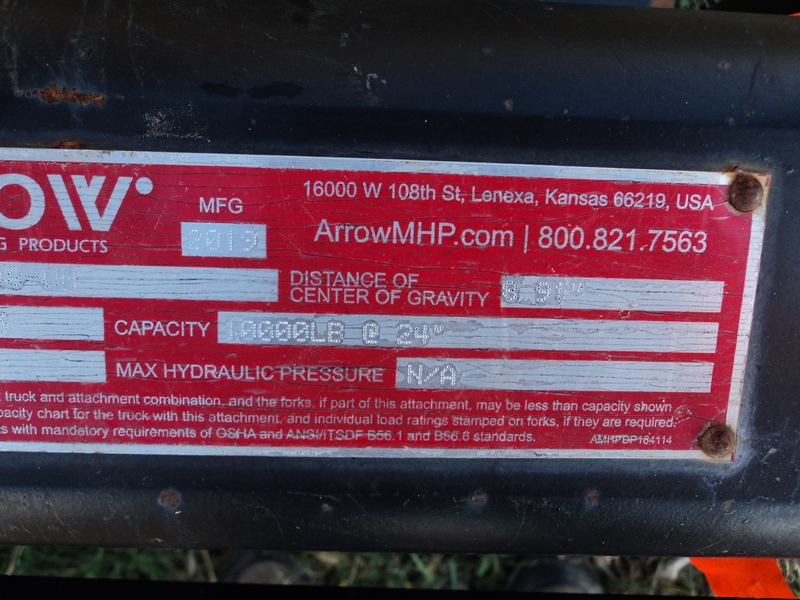 OW
MFG
16000 W 108th St, Lenexa, Kansas 66219, USA
G PRODUCTS
2019
ArrowMHP.com | 800.821.7563
DISTANCE OF
CENTER OF GRAVITY
CAPACITY 10000LB @ 24"
MAX HYDRAULIC PRESSURE N/A
truck and attachment combination, and the forks, if part of this attachment, may be less than capacity shown
pacity chart for the truck with this attachment, and individual load ratings stamped on forks, if they are required.
s with mandatory requirements of OSHA and ANSI/ITSDF B56.1 and B56.6 standards.